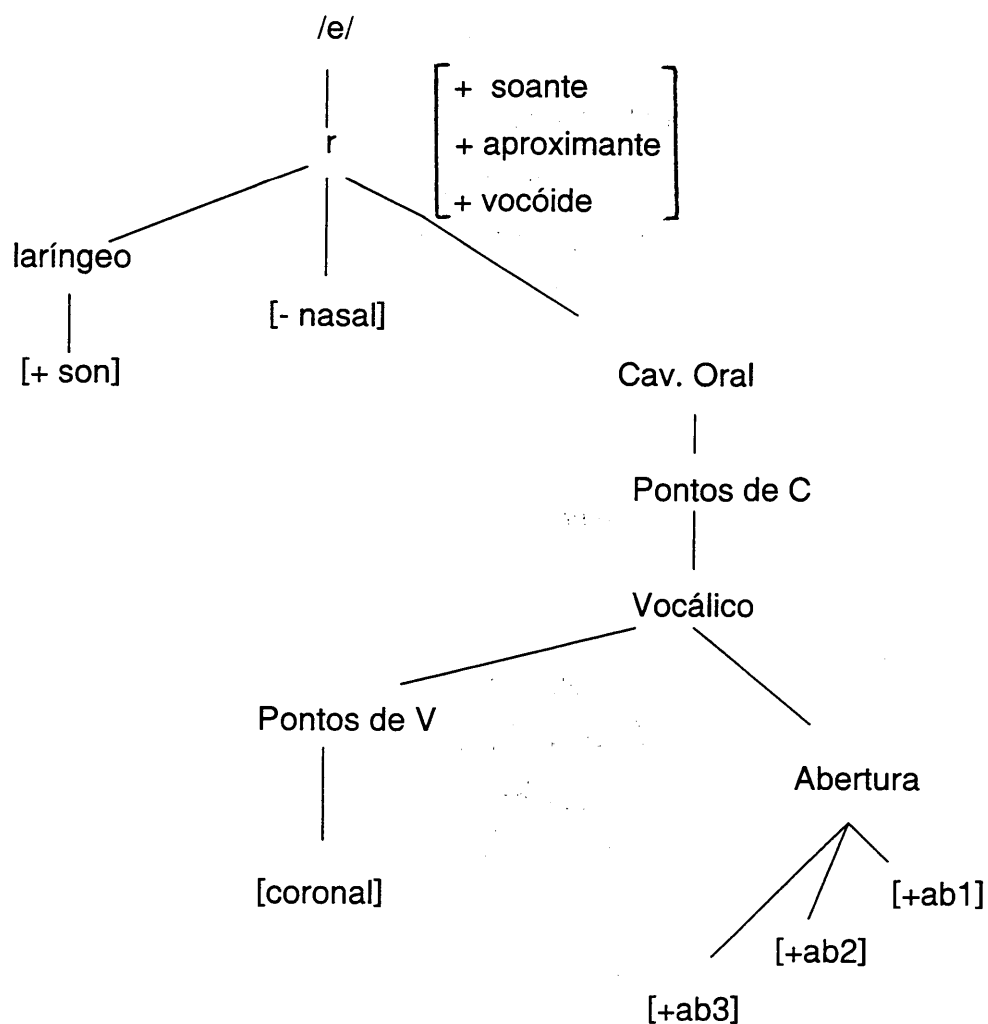 /e/
r
+ soante
+ aproximante
+ vocóide
laríngeo
[+ son]
[- nasal]
Cav. Oral
Pontos de C
Vocálico
Pontos de V
[coronal]
Abertura
[+ab1]
[+ab2]
[+ab3]